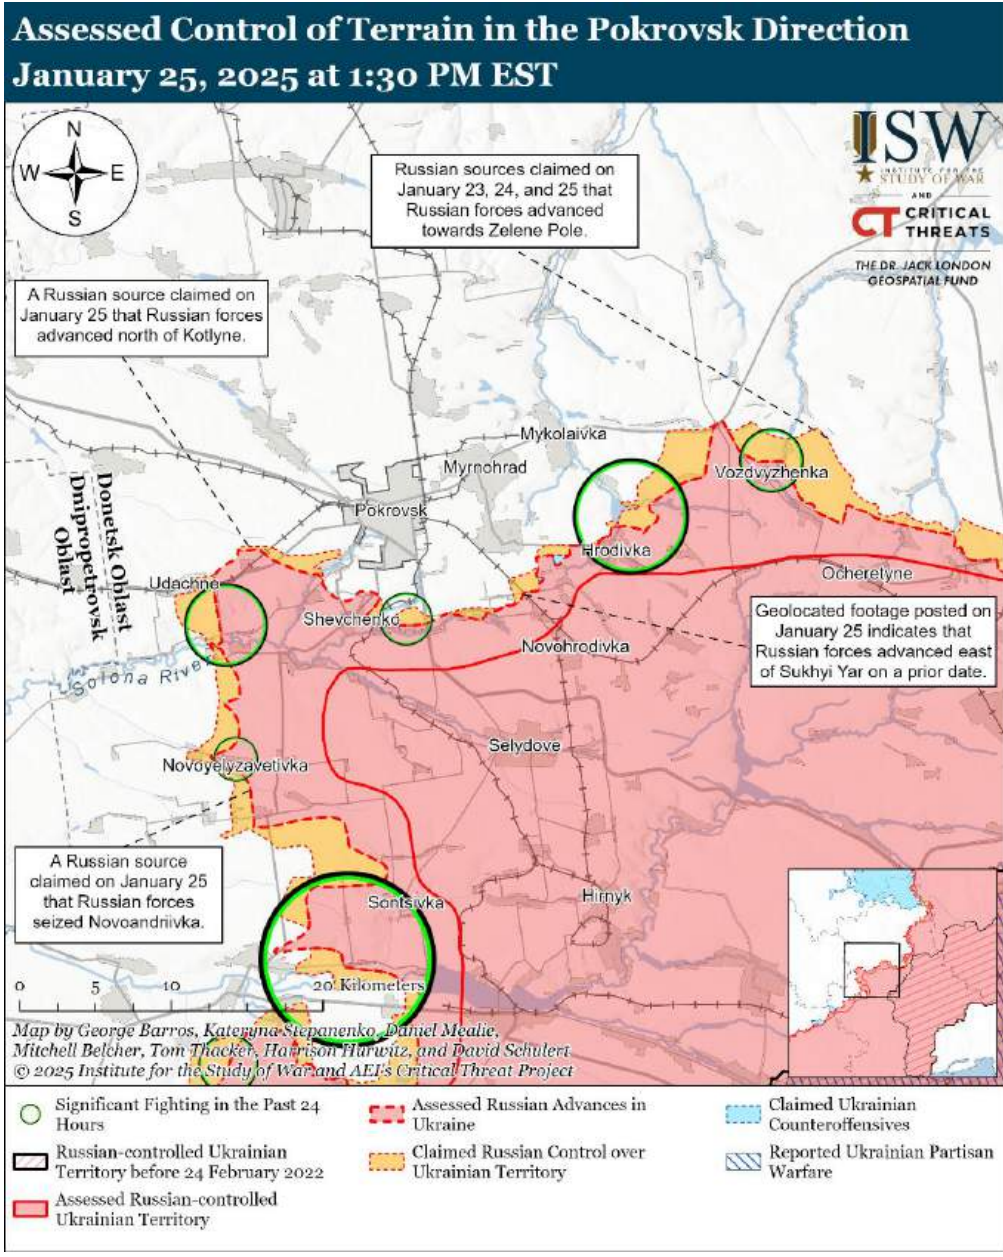 Assessed Control of Terrain in the Pokrovsk Direction
January 25, 2025 at 1:30 PM EST
N
W
E
S
ISW
INSTITUTE FOR THE
STUDY OF WAR
AND
CT CRITICAL
THREATS
THE DR. JACK LONDON
GEOSPATIAL FUND
Russian sources claimed on
January 23, 24, and 25 that
Russian forces advanced
towards Zelene Pole.
A Russian source claimed on
January 25 that Russian forces
advanced north of Kotlyne.
Mykolaivka
Myrnohrad
Vozdvyzhenka
Pokrovsk
Hrodivka
Donetsk Oblast
Dnipropetrovsk
Oblast
Udachne
Ocheretyne
Shevchenko
Geolocated footage posted on
January 25 indicates that
Russian forces advanced east
of Sukhyi Yar on a prior date.
Novohrodivka
Solona River
Selydove
Novoyelyzavetivka
A Russian source
claimed on January 25
that Russian forces
seized Novoandriivka.
Sontsivka
Hirnyk
0 5 10 20 Kilometers
Map by George Barros, Kateryna Stepanenko, Daniel Mealie,
Mitchell Belcher, Tom Thacker, Harrison Hurwitz, and David Schulert
© 2025 Institute for the Study of War and AEI's Critical Threat Project
Significant Fighting in the Past 24
Hours
Russian-controlled Ukrainian
Territory before 24 February 2022
Assessed Russian-controlled
Ukrainian Territory
Assessed Russian Advances in
Ukraine
Claimed Russian Control over
Ukrainian Territory
Claimed Ukrainian
Counteroffensives
Reported Ukrainian Partisan
Warfare